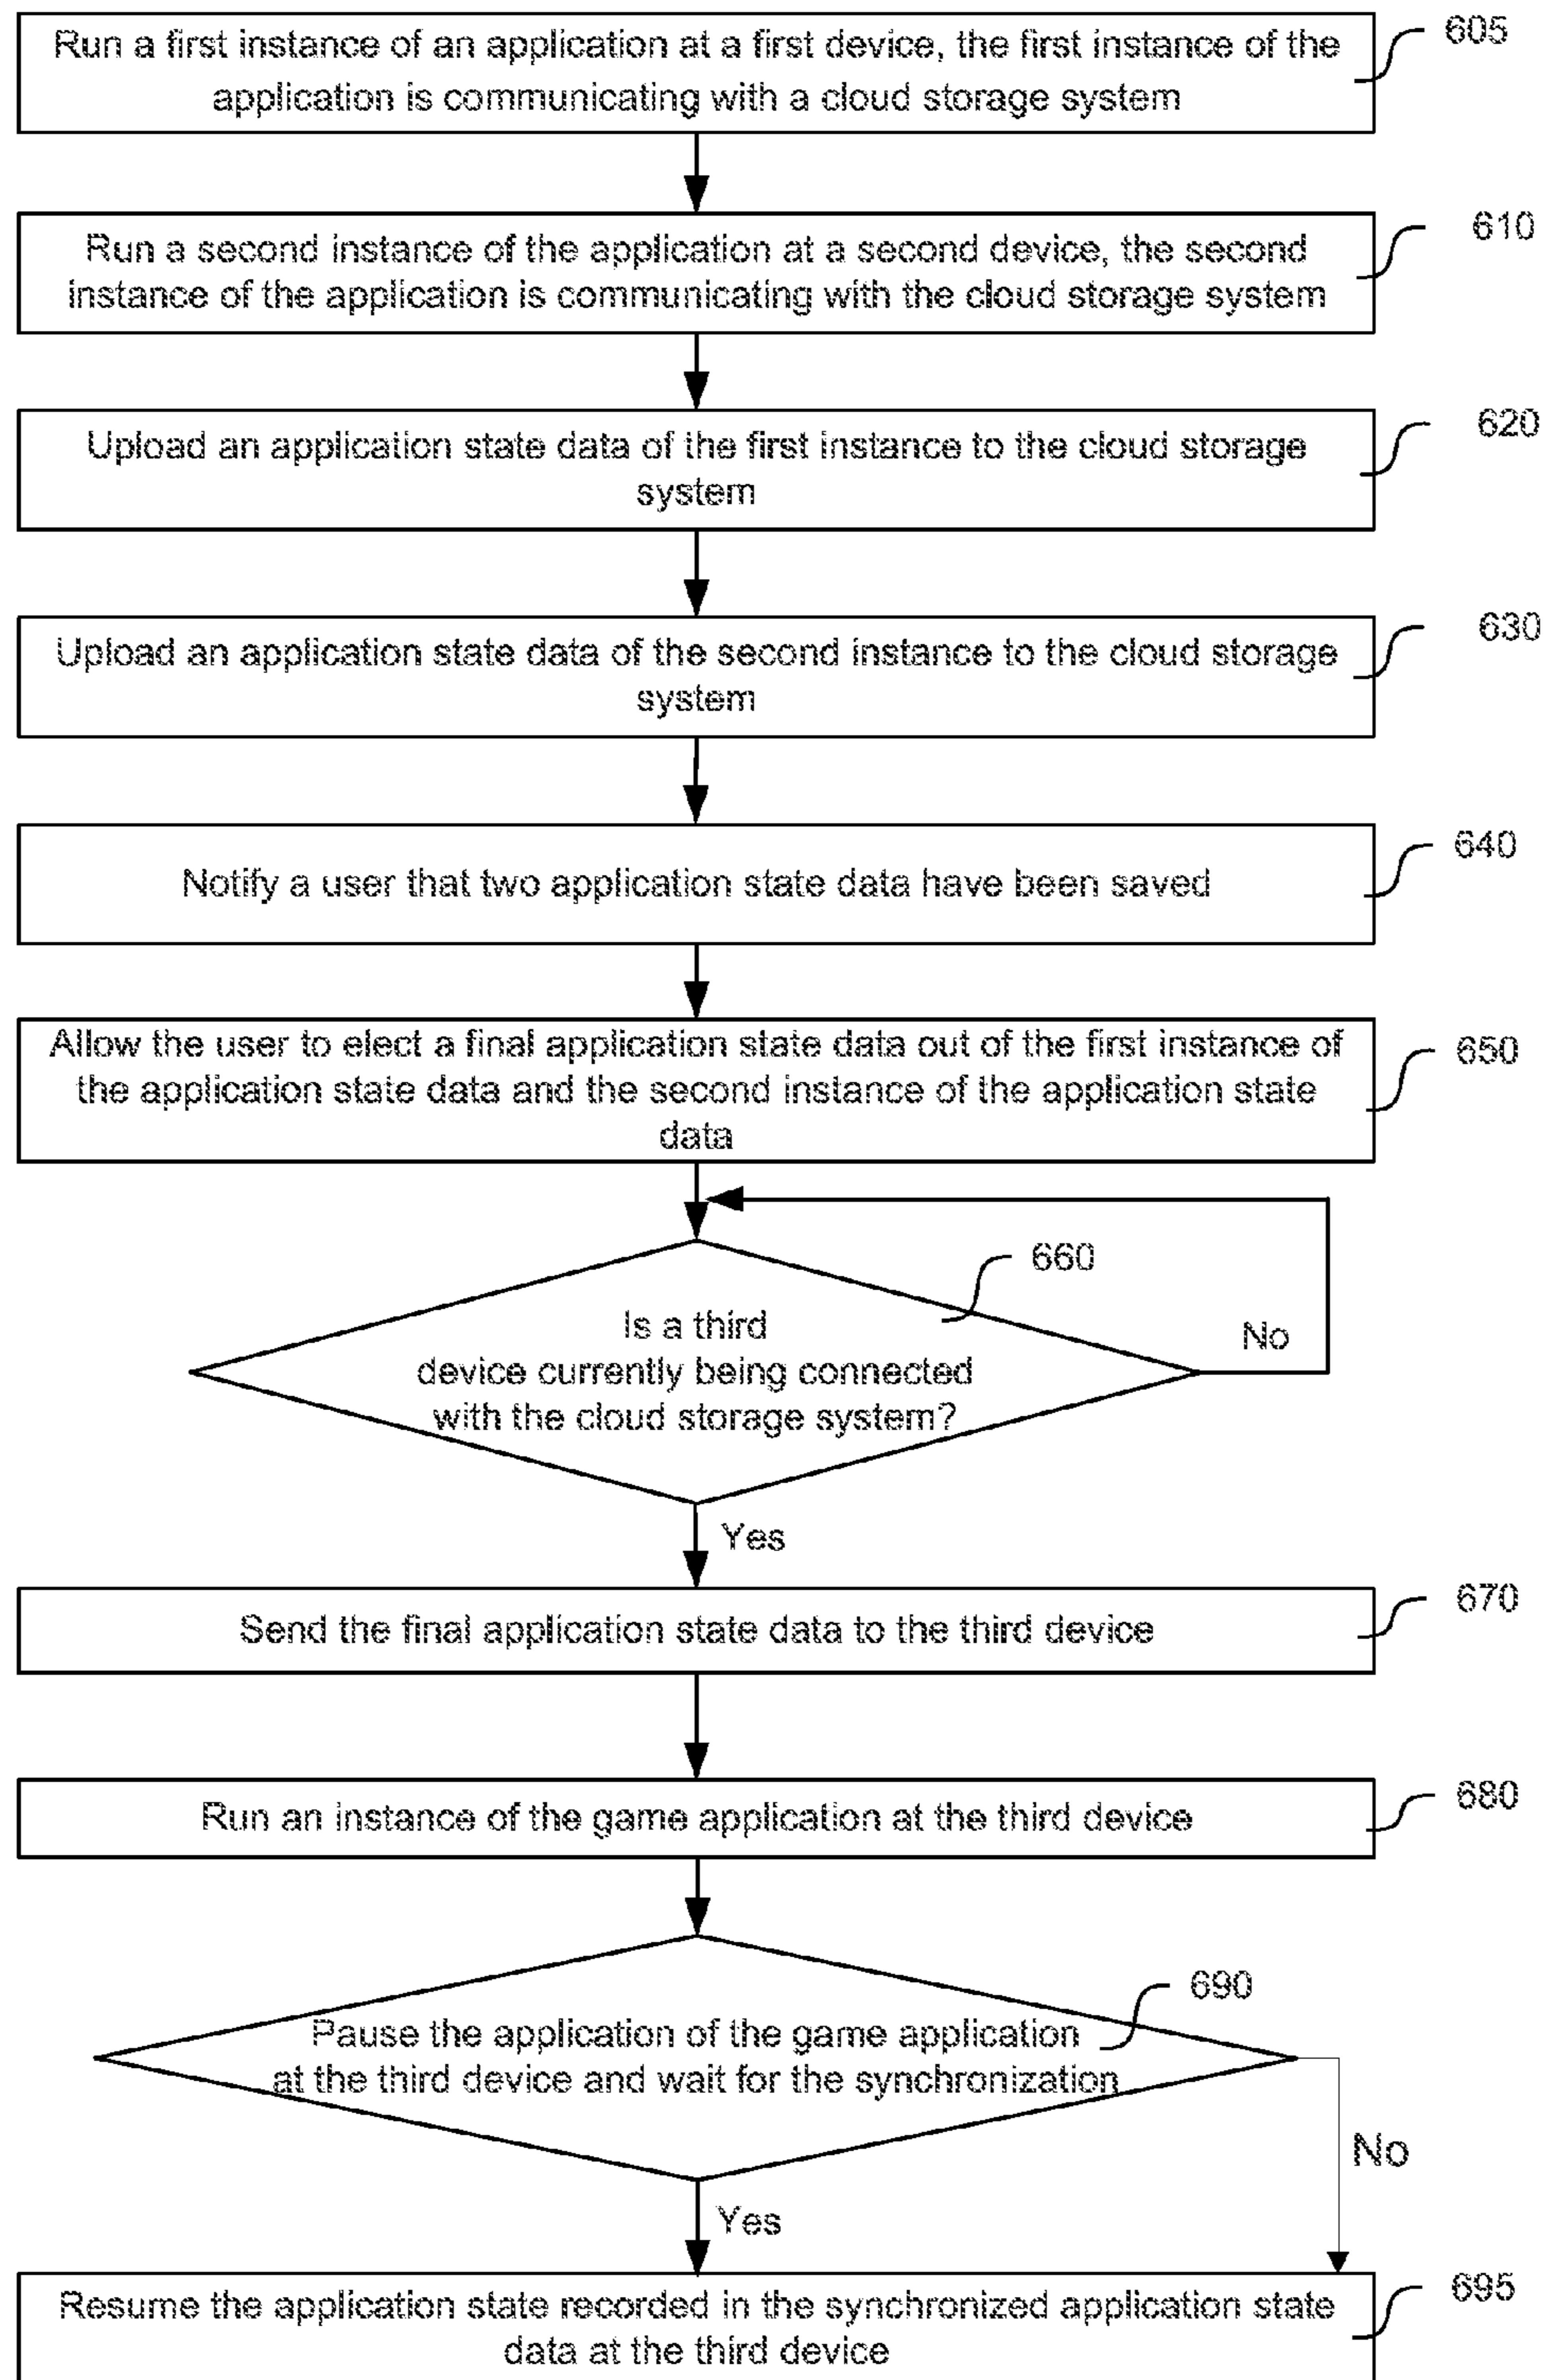 Run a first instance of an application at a first device, the first instance of the
application is communicating with a cloud storage system
605
Run a second instance of the application at a second device, the second
instance of the application is communicating with the cloud storage system
610
Upload an application state data of the first instance to the cloud storage
system
620
Upload an application state data of the second instance to the cloud storage
system
630
Notify a user that two application state data have been saved
640
Allow the user to elect a final application state data out of the first instance of
the application state data and the second instance of the application state
data
650
660
Is a third
device currently being connected
with the cloud storage system?
No
Yes
Send the final application state data to the third device
670
Run an instance of the game application at the third device
680
690
Pause the application of the game application
at the third device and wait for the synchronization
No
Yes
Resume the application state recorded in the synchronized application state
data at the third device
695